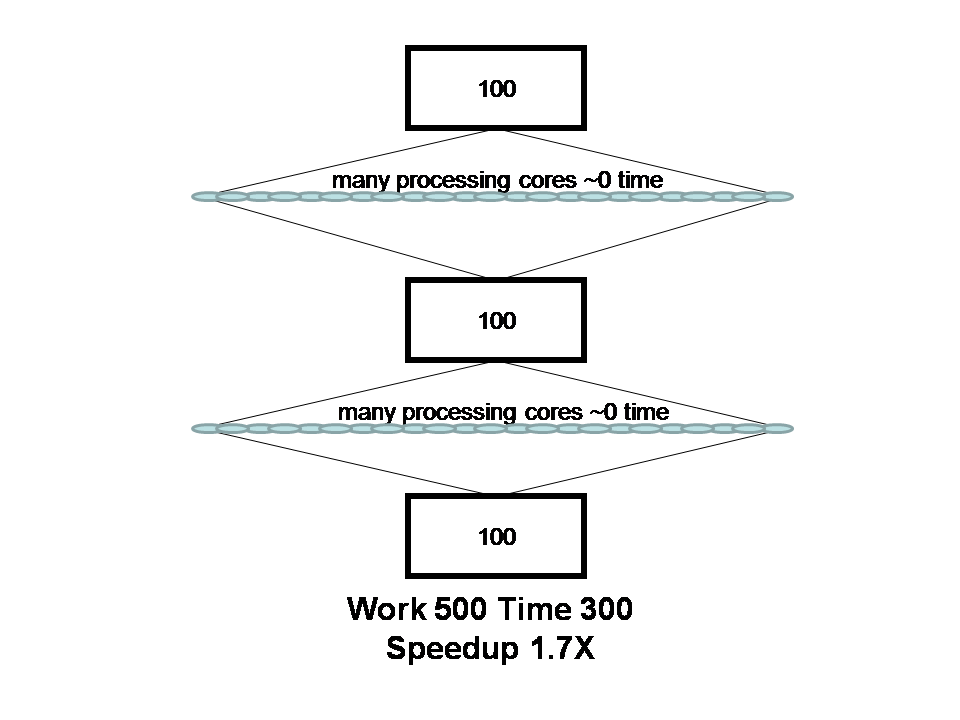 100
many processing cores ~0 time
100
many processing cores ~0 time
100
Work 500 Time 300
Speedup 1.7X